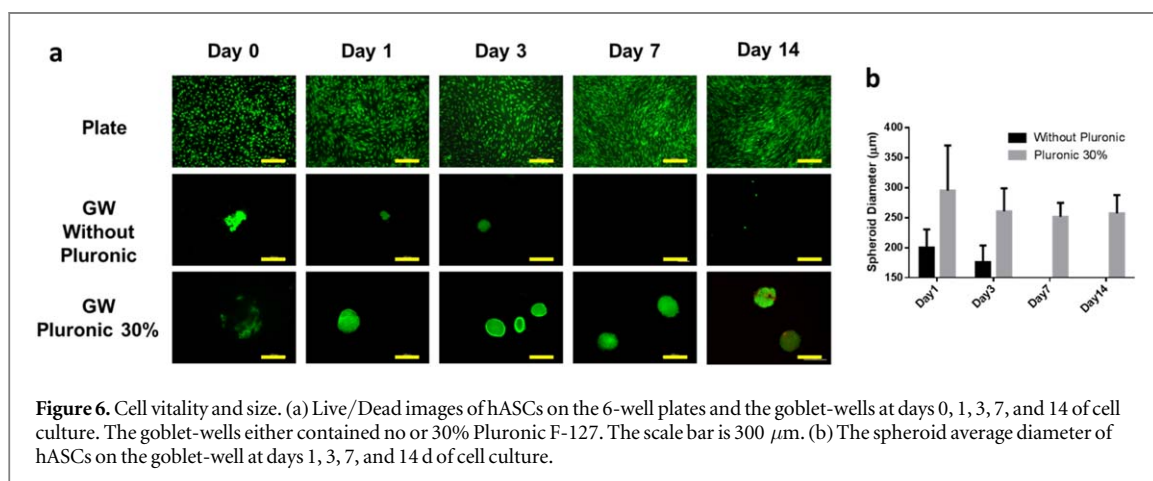 a
Day 0 Day 1 Day 3 Day 7 Day 14
Plate
GW
Without
Pluronic
GW
Pluronic 30%
b
Without Pluronic
Pluronic 30%
Spheroid Diameter (μm)
400
350
300
250
200
150
Day1 Day3 Day7 Day14
Figure 6. Cell vitality and size. (a) Live/Dead images of hASCs on the 6-well plates and the goblet-wells at days 0, 1, 3, 7, and 14 of cell
culture. The goblet-wells either contained no or 30% Pluronic F-127. The scale bar is 300 μm. (b) The spheroid average diameter of
hASCs on the goblet-well at days 1, 3, 7, and 14 d of cell culture.